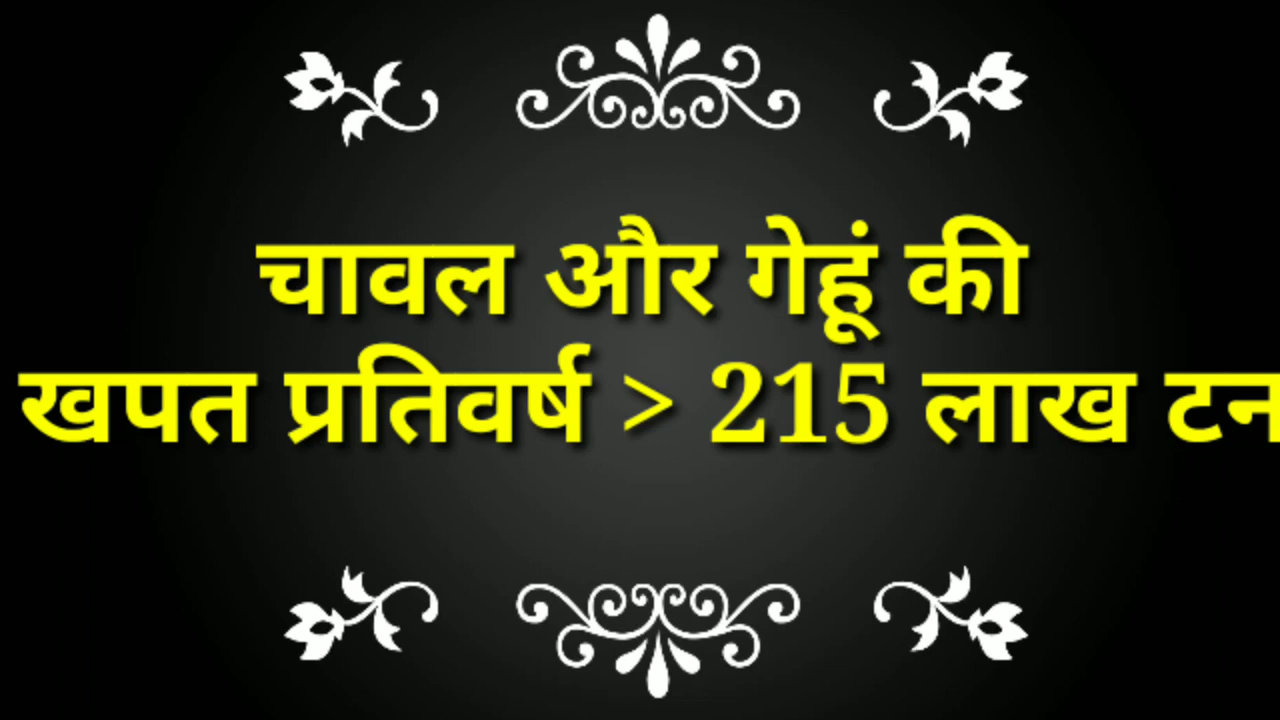 चावल और गेहूं की
खपत प्रतिवर्ष > 215 लाख टन